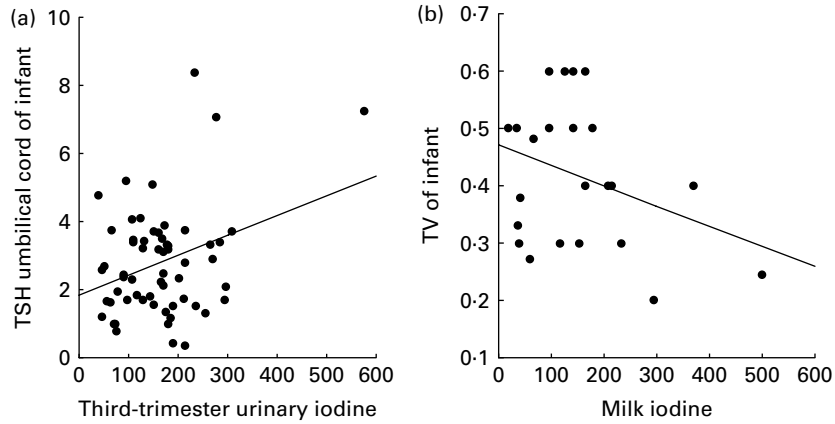 (a)
10
8
6
4
2
0
TSH umbilical cord of infant
0 100 200 300 400 500 600
Third-trimester urinary iodine
(b)
0·7
0·6
0·5
0·4
0·3
0·2
0·1
TV of infant
0 100 200 300 400 500 600
Milk iodine